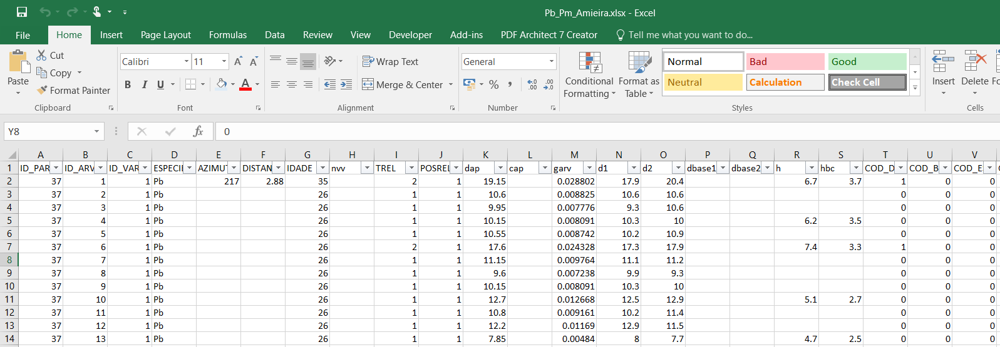 Pb_Pm_Amieira.xlsx - Excel
File Home Insert Page Layout Formulas Data Review View Developer Add-ins PDF Architect 7 Creator Tell me what you want to do...
Paste
Cut
Copy
Format Painter
Clipboard
Calibri 11
B I U A
Font
Wrap Text
Merge & Center
Alignment
General
% , .00 .00
Number
Conditional Formatting
Format as Table
Normal Bad Good
Neutral Calculation Check Cell
Styles
Insert Delete Fo
Cells
Y8 fx 0
A B C D E F G H I J K L M N O P Q R S T U V
1 ID_PAR ID_ARV ID_VAR ESPECIE AZIMUT DISTAN IDADE nvv TREL POSREL dap cap garv d1 d2 dbase1 dbase2 h hbc COD_D COD_B COD_E
2 37 1 1 Pb 217 2.88 35 2 1 19.15 0.028802 17.9 20.4 6.7 3.7 1 0 0
3 37 2 1 Pb 26 1 1 10.6 0.008825 10.6 10.6 0 0 0
4 37 3 1 Pb 26 1 1 9.95 0.007776 9.3 10.6 0 0 0
5 37 4 1 Pb 26 1 1 10.15 0.008091 10.3 10 6.2 3.5 0 0 0
6 37 5 1 Pb 26 1 1 10.55 0.008742 10.2 10.9 0 0 0
7 37 6 1 Pb 26 2 1 17.6 0.024328 17.3 17.9 7.4 3.3 1 0 0
8 37 7 1 Pb 26 1 1 11.15 0.009764 11.1 11.2 0 0 0
9 37 8 1 Pb 26 1 1 9.6 0.007238 9.9 9.3 0 0 0
10 37 9 1 Pb 26 1 1 10.15 0.008091 10.3 10 0 0 0
11 37 10 1 Pb 26 1 1 12.7 0.012668 12.5 12.9 5.1 2.7 0 0 0
12 37 11 1 Pb 26 1 1 10.8 0.009161 10.2 11.4 0 0 0
13 37 12 1 Pb 26 1 1 12.2 0.01169 12.9 11.5 0 0 0
14 37 13 1 Pb 26 1 1 7.85 0.00484 8 7.7 4.7 2.5 0 0 0